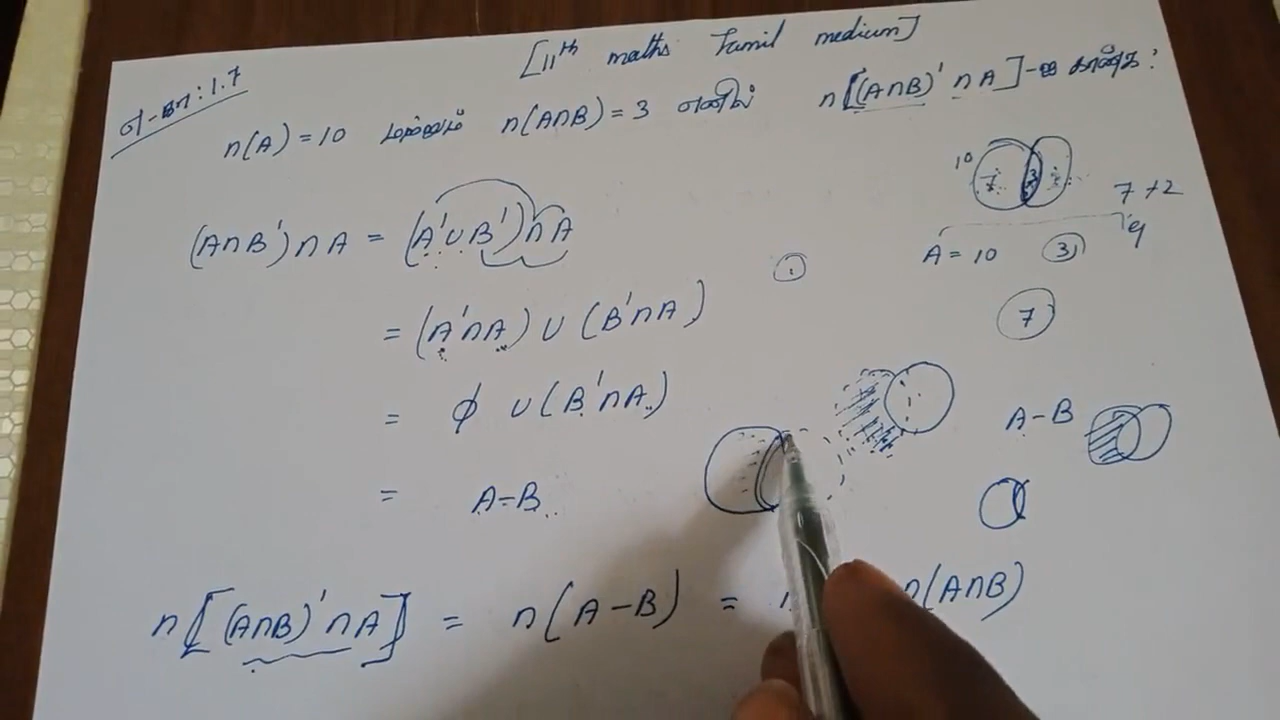 [11th maths Tamil medium]
எ-கா: 1.7
n(A) = 10 மற்றும் n(A∩B) = 3 எனில் n[(A∩B)' ∩ A] -ஐ காண்க :
10 7 3
7 +2
9
(A∩B')∩A = (A'∪B')∩A
A = 10 3
1
= (A'∩A) ∪ (B'∩A)
7
= ϕ ∪ (B'∩A)
A-B
= A-B
n[(A∩B)' ∩A] = n(A-B) = n(A∩B)